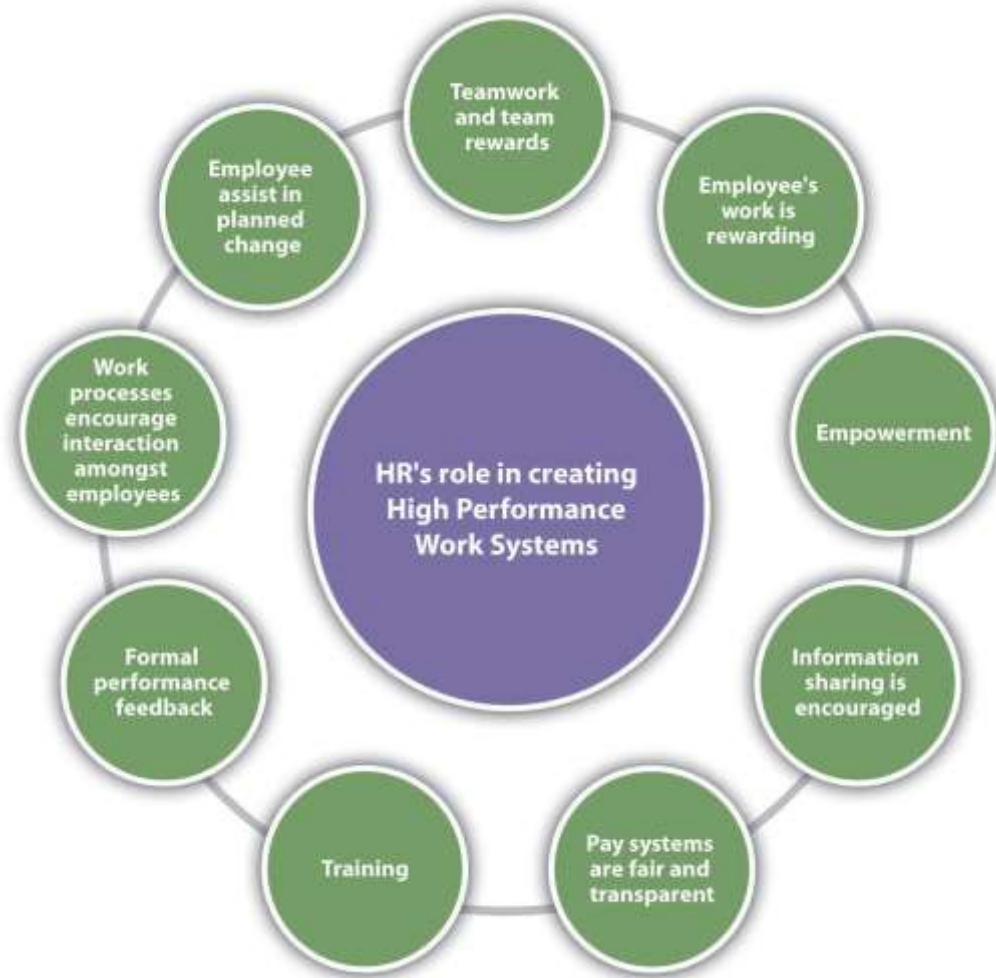 Teamwork
and team
rewards
Employee's
work is
rewarding
Empowerment
Information
sharing is
encouraged
Pay systems
are fair and
transparent
Training
Formal
performance
feedback
Work
processes
encourage
interaction
amongst
employees
Employee
assist in
planned
change
HR's role in creating
High Performance
Work Systems